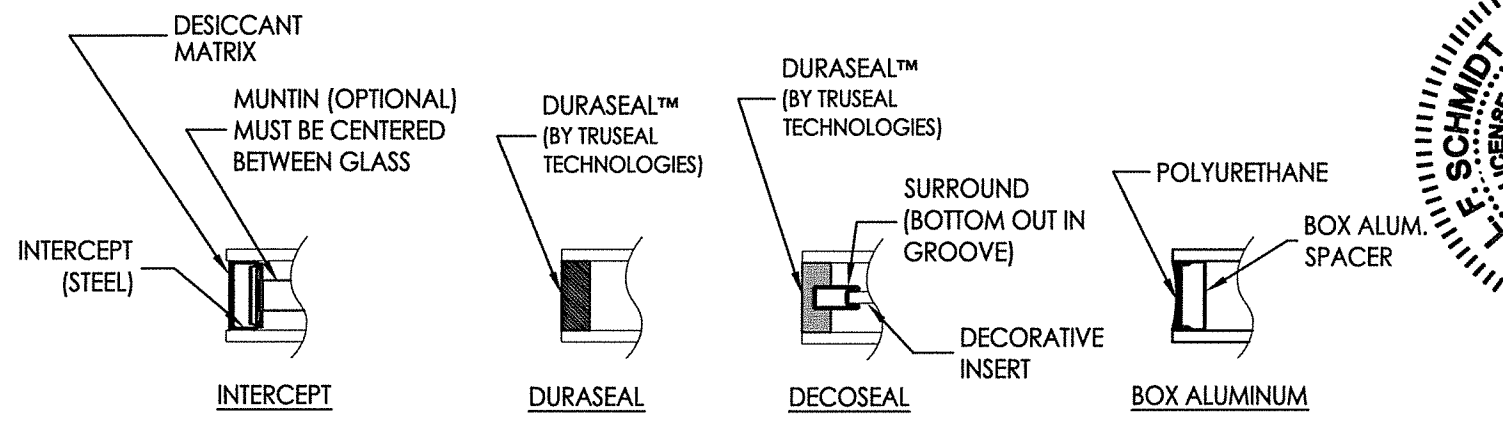 DESICCANT
MATRIX
MUNTIN (OPTIONAL)
MUST BE CENTERED
BETWEEN GLASS
INTERCEPT
(STEEL)
INTERCEPT
DURASEAL™
(BY TRUSEAL
TECHNOLOGIES)
DURASEAL
DURASEAL™
(BY TRUSEAL
TECHNOLOGIES)
SURROUND
(BOTTOM OUT IN
GROOVE)
DECORATIVE
INSERT
DECOSEAL
POLYURETHANE
BOX ALUM.
SPACER
BOX ALUMINUM
F. SCHMIDT